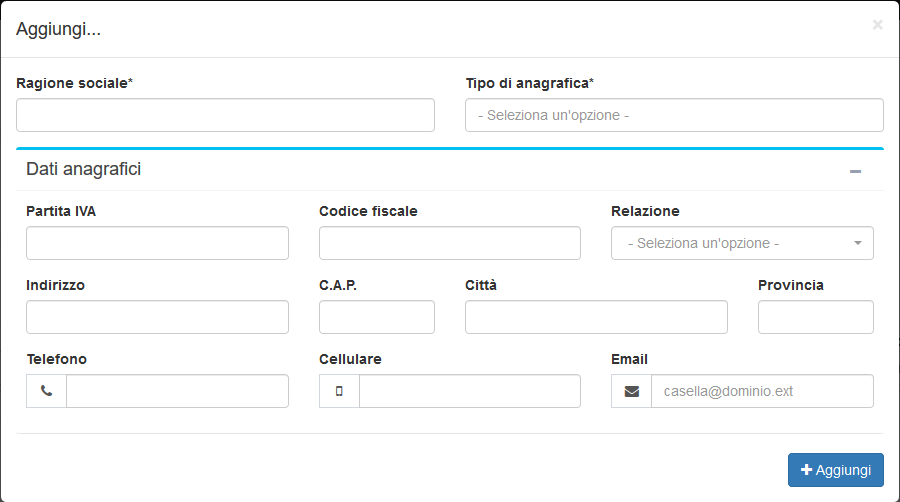 Aggiungi...
×
Ragione sociale* Tipo di anagrafica*
- Seleziona un'opzione -
Dati anagrafici
Partita IVA Codice fiscale Relazione
- Seleziona un'opzione -
Indirizzo C.A.P. Città Provincia
Telefono Cellulare Email
casella@dominio.ext
Aggiungi